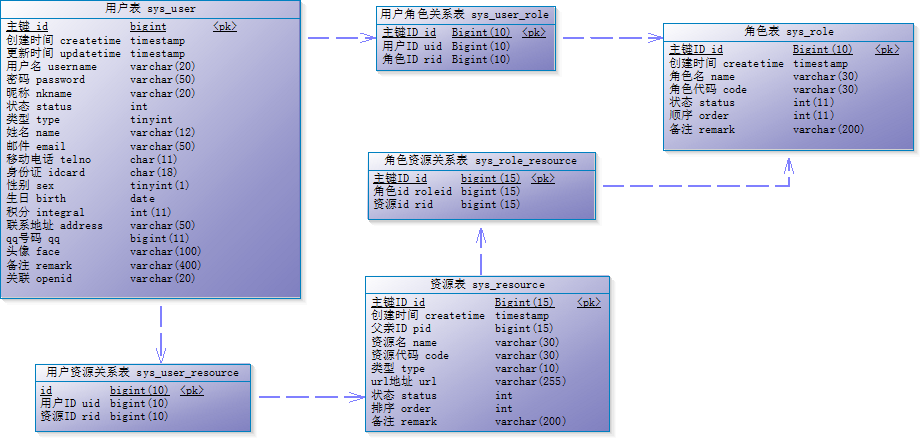 用户表 sys_user
主键 id bigint <pk>
创建时间 createtime timestamp
更新时间 updatetime timestamp
用户名 username varchar(20)
密码 password varchar(50)
昵称 nkname varchar(20)
状态 status int
类型 type tinyint
姓名 name varchar(12)
邮件 email varchar(50)
移动电话 telno char(11)
身份证 idcard char(18)
性别 sex tinyint(1)
生日 birth date
积分 integral int(11)
联系地址 address varchar(50)
qq号码 qq bigint(11)
头像 face varchar(100)
备注 remark varchar(400)
关联 openid varchar(20)
用户角色关系表 sys_user_role
主键ID id Bigint(10) <pk>
用户ID uid Bigint(10)
角色ID rid Bigint(10)
角色表 sys_role
主键ID id Bigint(10) <pk>
创建时间 createtime timestamp
角色名 name varchar(30)
角色代码 code varchar(30)
状态 status int(11)
顺序 order int(11)
备注 remark varchar(200)
角色资源关系表 sys_role_resource
主键ID id bigint(15) <pk>
角色id roleid bigint(15)
资源id rid bigint(15)
资源表 sys_resource
主键ID id Bigint(15) <pk>
创建时间 createtime timestamp
父亲ID pid bigint(15)
资源名 name varchar(30)
资源代码 code varchar(30)
类型 type varchar(10)
url地址 url varchar(255)
状态 status int
排序 order int
备注 remark varchar(200)
用户资源关系表 sys_user_resource
id bigint(10) <pk>
用户ID uid bigint(10)
资源ID rid bigint(10)